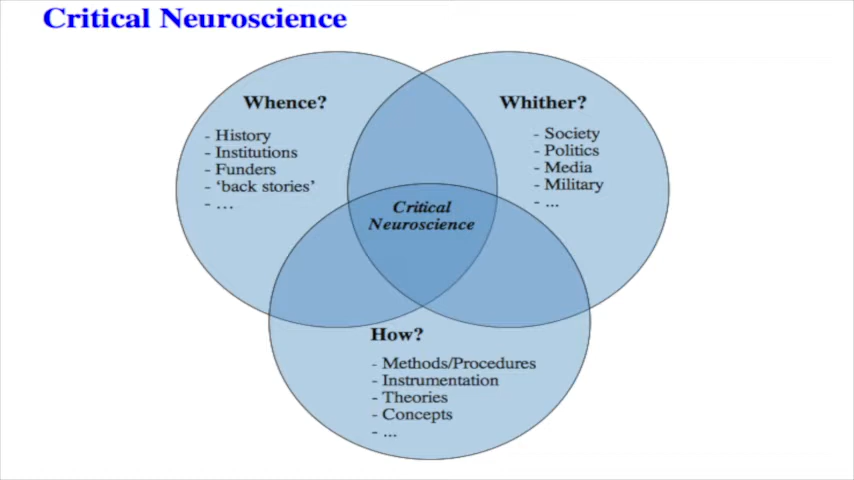 Critical Neuroscience
Whence?
- History
- Institutions
- Funders
- ‘back stories’
- …
Whither?
- Society
- Politics
- Media
- Military
- ...
Critical
Neuroscience
How?
- Methods/Procedures
- Instrumentation
- Theories
- Concepts
- ...